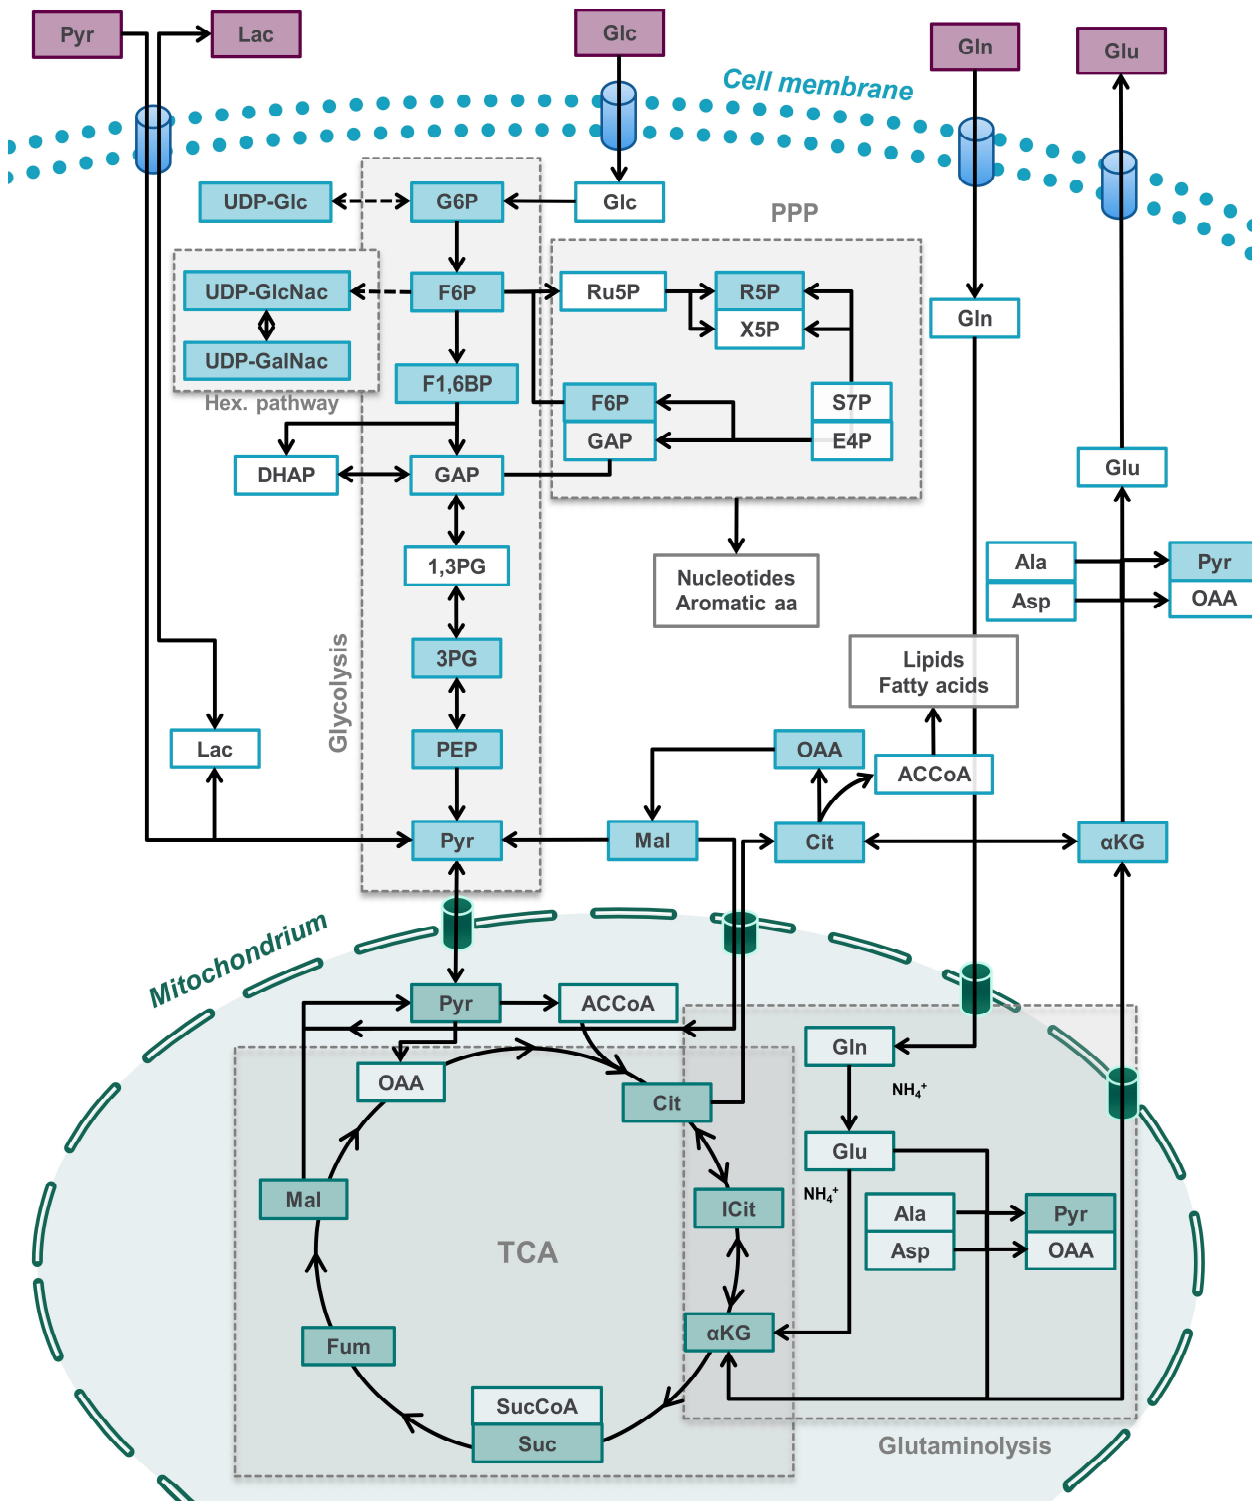 Pyr
Lac
Glc
Gln
Glu
Cell membrane
UDP-Glc
G6P
Glc
PPP
UDP-GlcNac
F6P
Ru5P
R5P
X5P
Gln
UDP-GalNac
F1,6BP
Hex. pathway
F6P
GAP
S7P
E4P
DHAP
GAP
Glu
1,3PG
Nucleotides
Aromatic aa
Ala
Asp
Pyr
OAA
Glycolysis
3PG
Lipids
Fatty acids
Lac
PEP
OAA
ACCoA
Pyr
Mal
Cit
αKG
Mitochondrium
Pyr
ACCoA
Gln
OAA
Cit
NH₄⁺
Glu
NH₄⁺
Mal
ICit
Ala
Asp
Pyr
OAA
TCA
Fum
αKG
SucCoA
Suc
Glutaminolysis